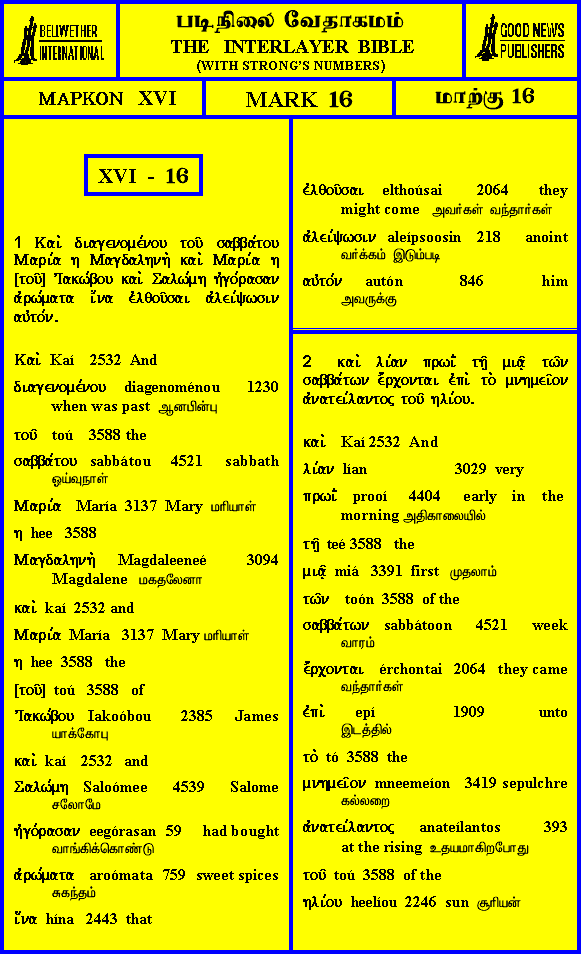 BELLWETHER
INTERNATIONAL
படிநிலை வேதாகமம்
THE INTERLAYER BIBLE
(WITH STRONG'S NUMBERS)
GOOD NEWS
PUBLISHERS
ΜΑΡΚΟΝ XVI
MARK 16
மாற்கு 16
XVI - 16
1 Καὶ διαγενομένου τοῦ σαββάτου
Μαρία η Μαγδαληνὴ καὶ Μαρία η
[τοῦ] Ἰακώβου καὶ Σαλώμη ἠγόρασαν
ἀρώματα ἵνα ἐλθοῦσαι ἀλείψωσιν
αὐτόν.
Καὶ Kaí 2532 And
διαγενομένου diagenoménou 1230
when was past ஆனபின்பு
τοῦ toú 3588 the
σαββάτου sabbátou 4521 sabbath
ஓய்வுநாள்
Μαρία María 3137 Mary மரியாள்
η hee 3588
Μαγδαληνὴ Magdaleeneé 3094
Magdalene மகதலேனா
καὶ kaí 2532 and
Μαρία María 3137 Mary மரியாள்
η hee 3588 the
[τοῦ] toú 3588 of
Ἰακώβου Iakoóbou 2385 James
யாக்கோபு
καὶ kaí 2532 and
Σαλώμη Saloómee 4539 Salome
சலோமே
ἠγόρασαν eegórasan 59 had bought
வாங்கிக்கொண்டு
ἀρώματα aroómata 759 sweet spices
சுகந்தம்
ἵνα hína 2443 that
ἐλθοῦσαι elthoúsai 2064 they
might come அவர்கள் வந்தார்கள்
ἀλείψωσιν aleípsoosin 218 anoint
வர்க்கம் இடும்படி
αὐτόν autón 846 him
அவருக்கு
2 καὶ λίαν πρωῒ τῇ μιᾷ τῶν
σαββάτων ἔρχονται ἐπὶ τὸ μνημεῖον
ἀνατείλαντος τοῦ ηλίου.
καὶ Kaí 2532 And
λίαν lían 3029 very
πρωῒ prooí 4404 early in the
morning அதிகாலையில்
τῇ teé 3588 the
μιᾷ miá 3391 first முதலாம்
τῶν toón 3588 of the
σαββάτων sabbátoon 4521 week
வாரம்
ἔρχονται érchontai 2064 they came
வந்தார்கள்
ἐπὶ epí 1909 unto
இடத்தில்
τὸ tó 3588 the
μνημεῖον mneemeíon 3419 sepulchre
கல்லறை
ἀνατείλαντος anateílantos 393
at the rising உதயமாகிறபோது
τοῦ toú 3588 of the
ηλίου heelíou 2246 sun சூரியன்